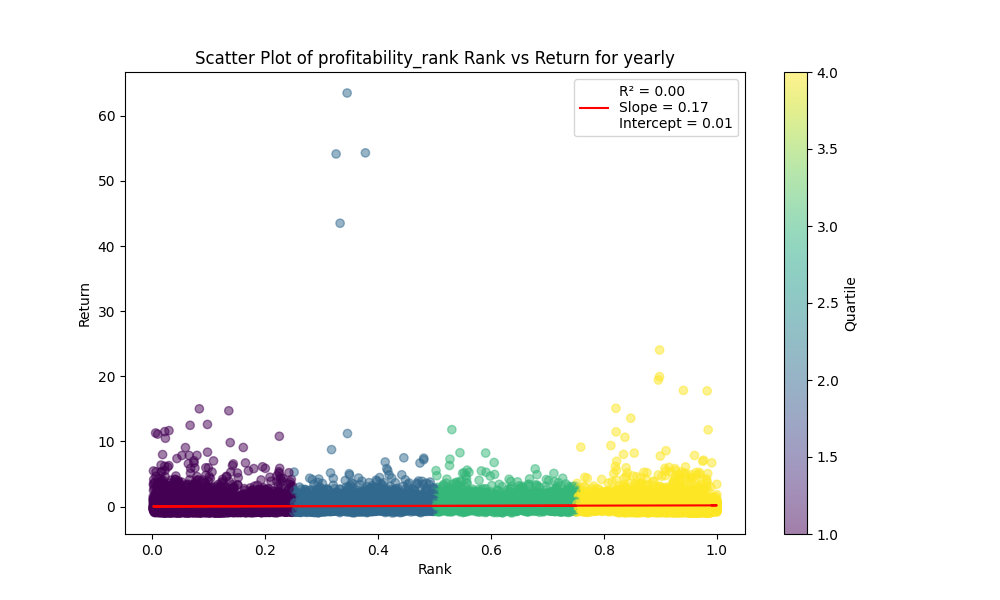 Scatter Plot of profitability_rank Rank vs Return for yearly
R² = 0.00
Slope = 0.17
Intercept = 0.01
Return
60
50
40
30
20
10
0
0.0 0.2 0.4 0.6 0.8 1.0
Rank
4.0
3.5
3.0
2.5
2.0
1.5
1.0
Quartile